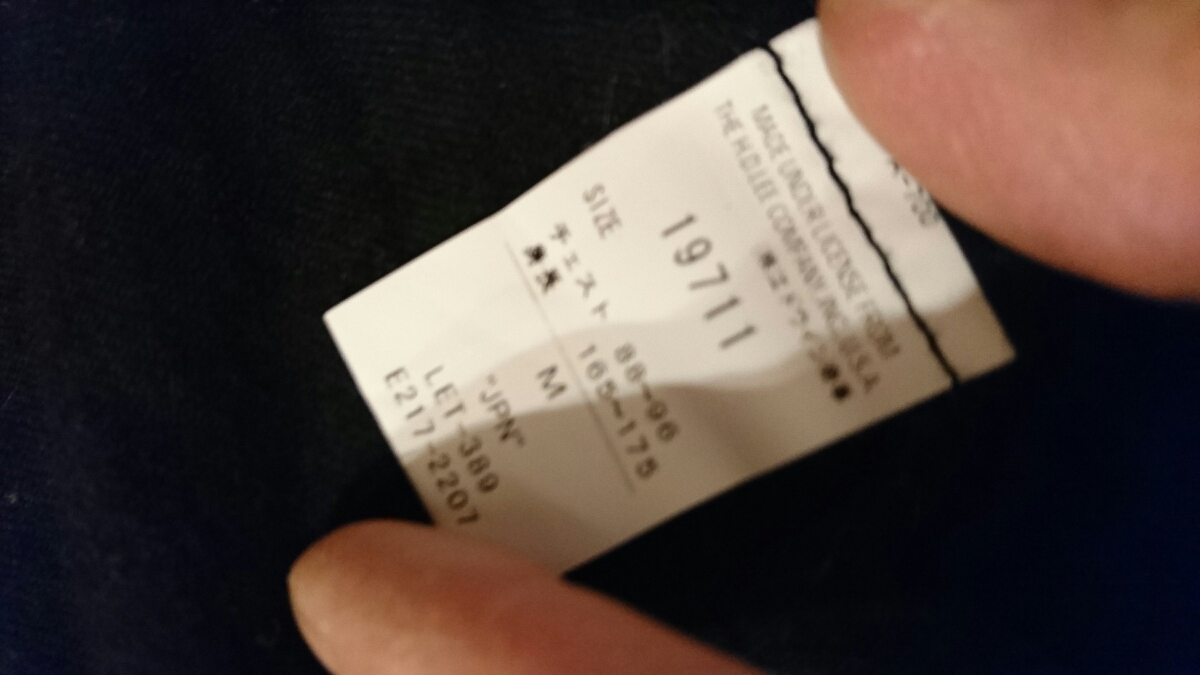 MADE UNDER LICENSE FROM
THE H.D.LEE COMPANY,INC.U.S.A.
19711
SIZE
チェスト 88~96
身長 165~175
M
"JPN"
LET-389
E217-2207